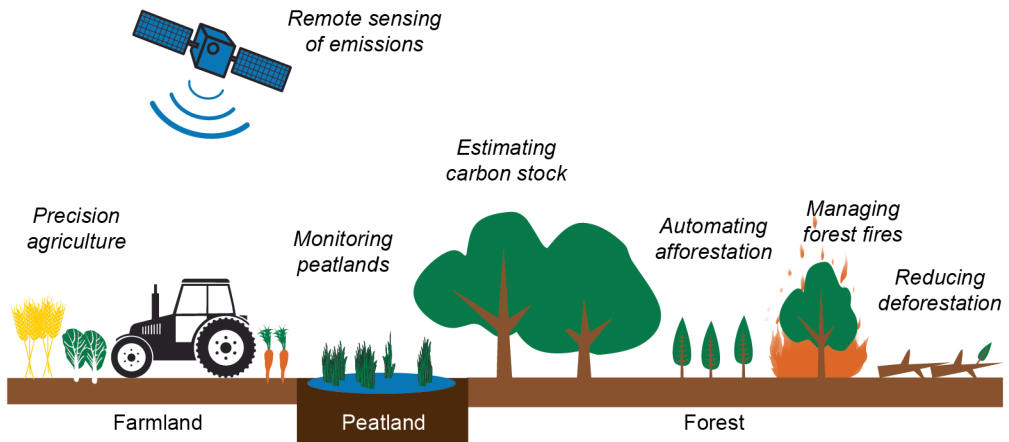 Remote sensing
of emissions
Estimating
carbon stock
Precision
agriculture
Monitoring
peatlands
Automating
afforestation
Managing
forest fires
Reducing
deforestation
Farmland
Peatland
Forest